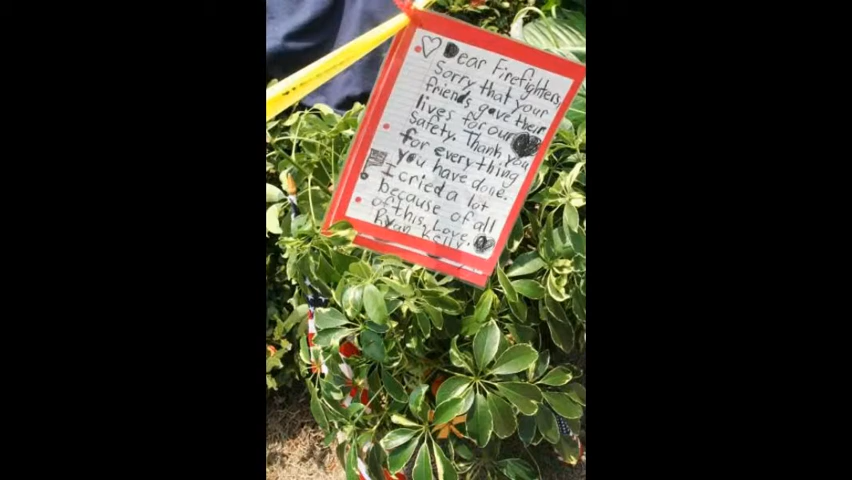 Dear Firefighters,
Sorry that your
friends gave their
lives for our
Safety. Thank you
for everything
you have done.
I cried a lot
because of all
of this. Love,
Ryan Kelly